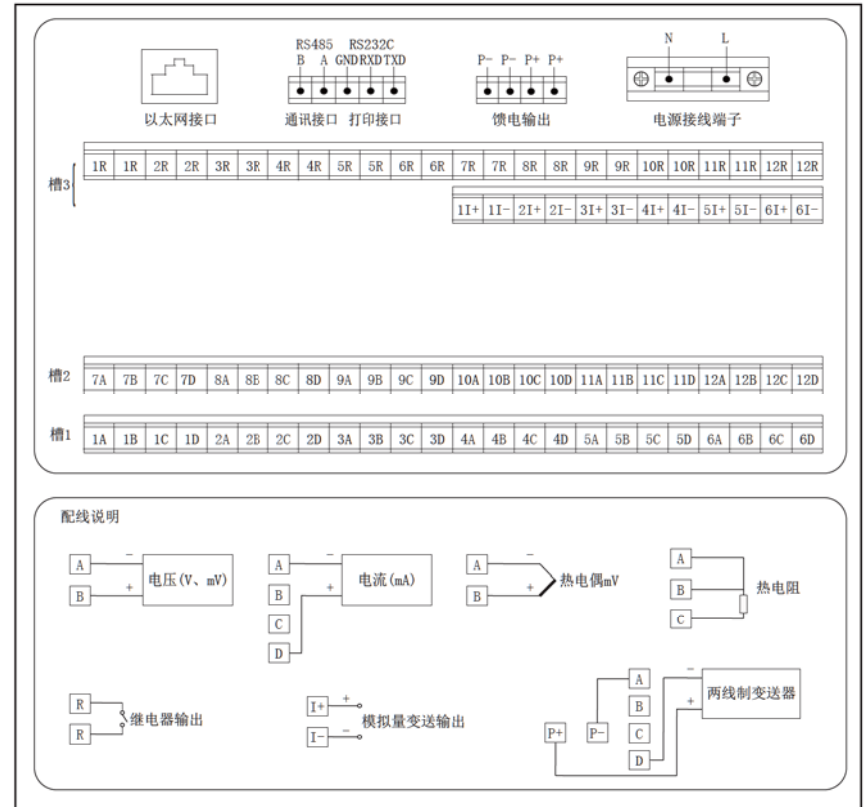 RS485 RS232C
B A GND RXD TXD
P- P- P+ P+
N L
以太网接口
通讯接口 打印接口
馈电输出
电源接线端子
槽3
1R 1R 2R 2R 3R 3R 4R 4R 5R 5R 6R 6R 7R 7R 8R 8R 9R 9R 10R 10R 11R 11R 12R 12R
1I+ 1I- 2I+ 2I- 3I+ 3I- 4I+ 4I- 5I+ 5I- 6I+ 6I-
槽2
7A 7B 7C 7D 8A 8B 8C 8D 9A 9B 9C 9D 10A 10B 10C 10D 11A 11B 11C 11D 12A 12B 12C 12D
槽1
1A 1B 1C 1D 2A 2B 2C 2D 3A 3B 3C 3D 4A 4B 4C 4D 5A 5B 5C 5D 6A 6B 6C 6D
配线说明
A -
B +
电压(V、mV)
A -
B +
C
D
电流(mA)
A -
B +
热电偶mV
A
B
C
热电阻
R
R
继电器输出
I+ +
I- -
模拟量变送输出
P+ P-
A -
B +
C
D
两线制变送器